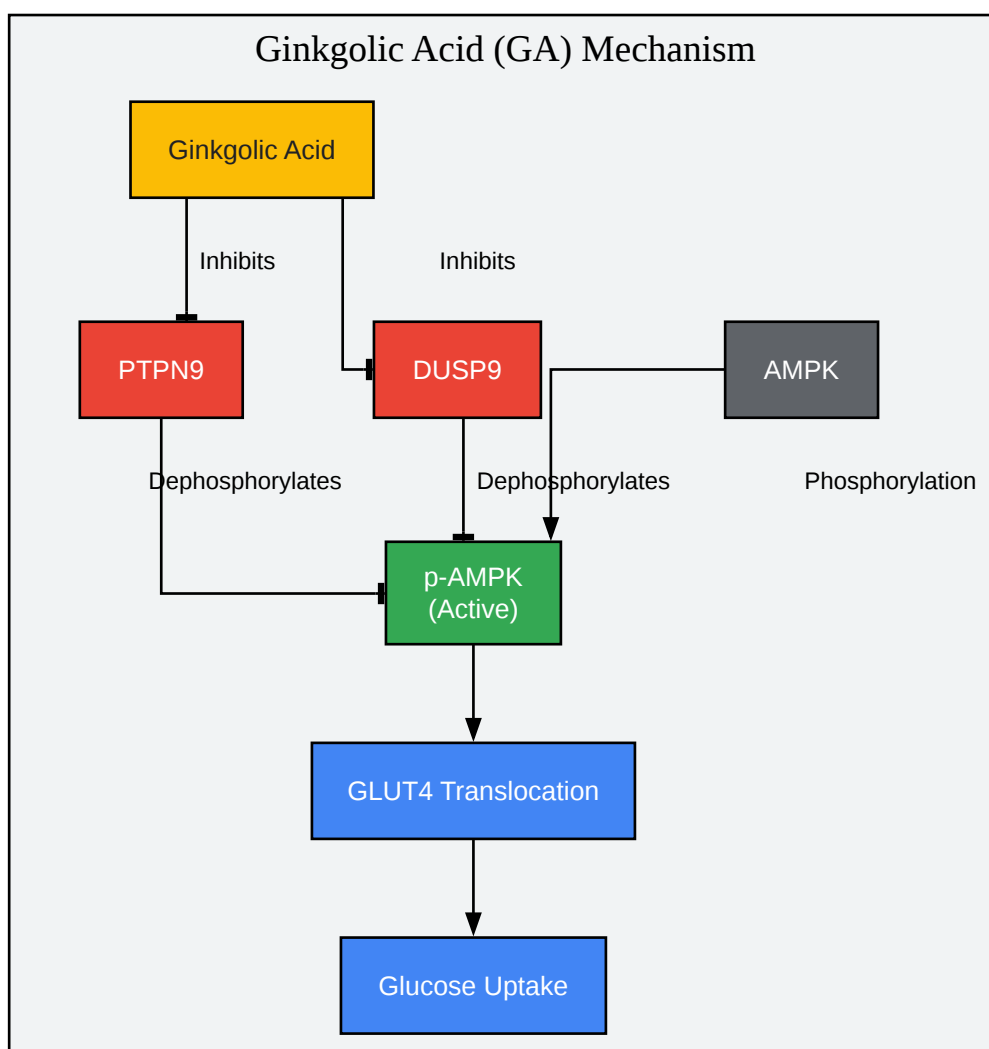 Ginkgolic Acid (GA) Mechanism
Ginkgolic Acid
Inhibits
Inhibits
PTPN9
DUSP9
AMPK
Dephosphorylates
Dephosphorylates
Phosphorylation
p-AMPK
(Active)
GLUT4 Translocation
Glucose Uptake